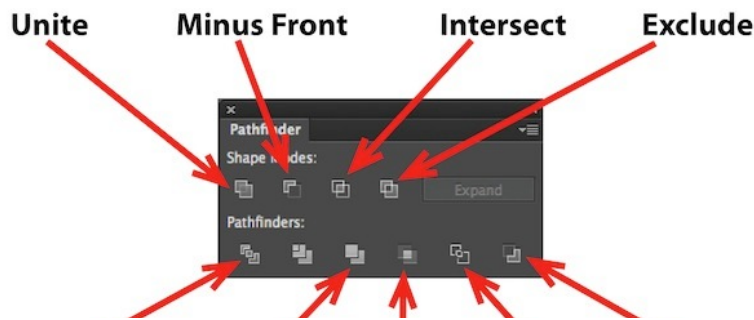 Unite Minus Front Intersect Exclude
Pathfinder
Shape Modes:
Expand
Pathfinders: